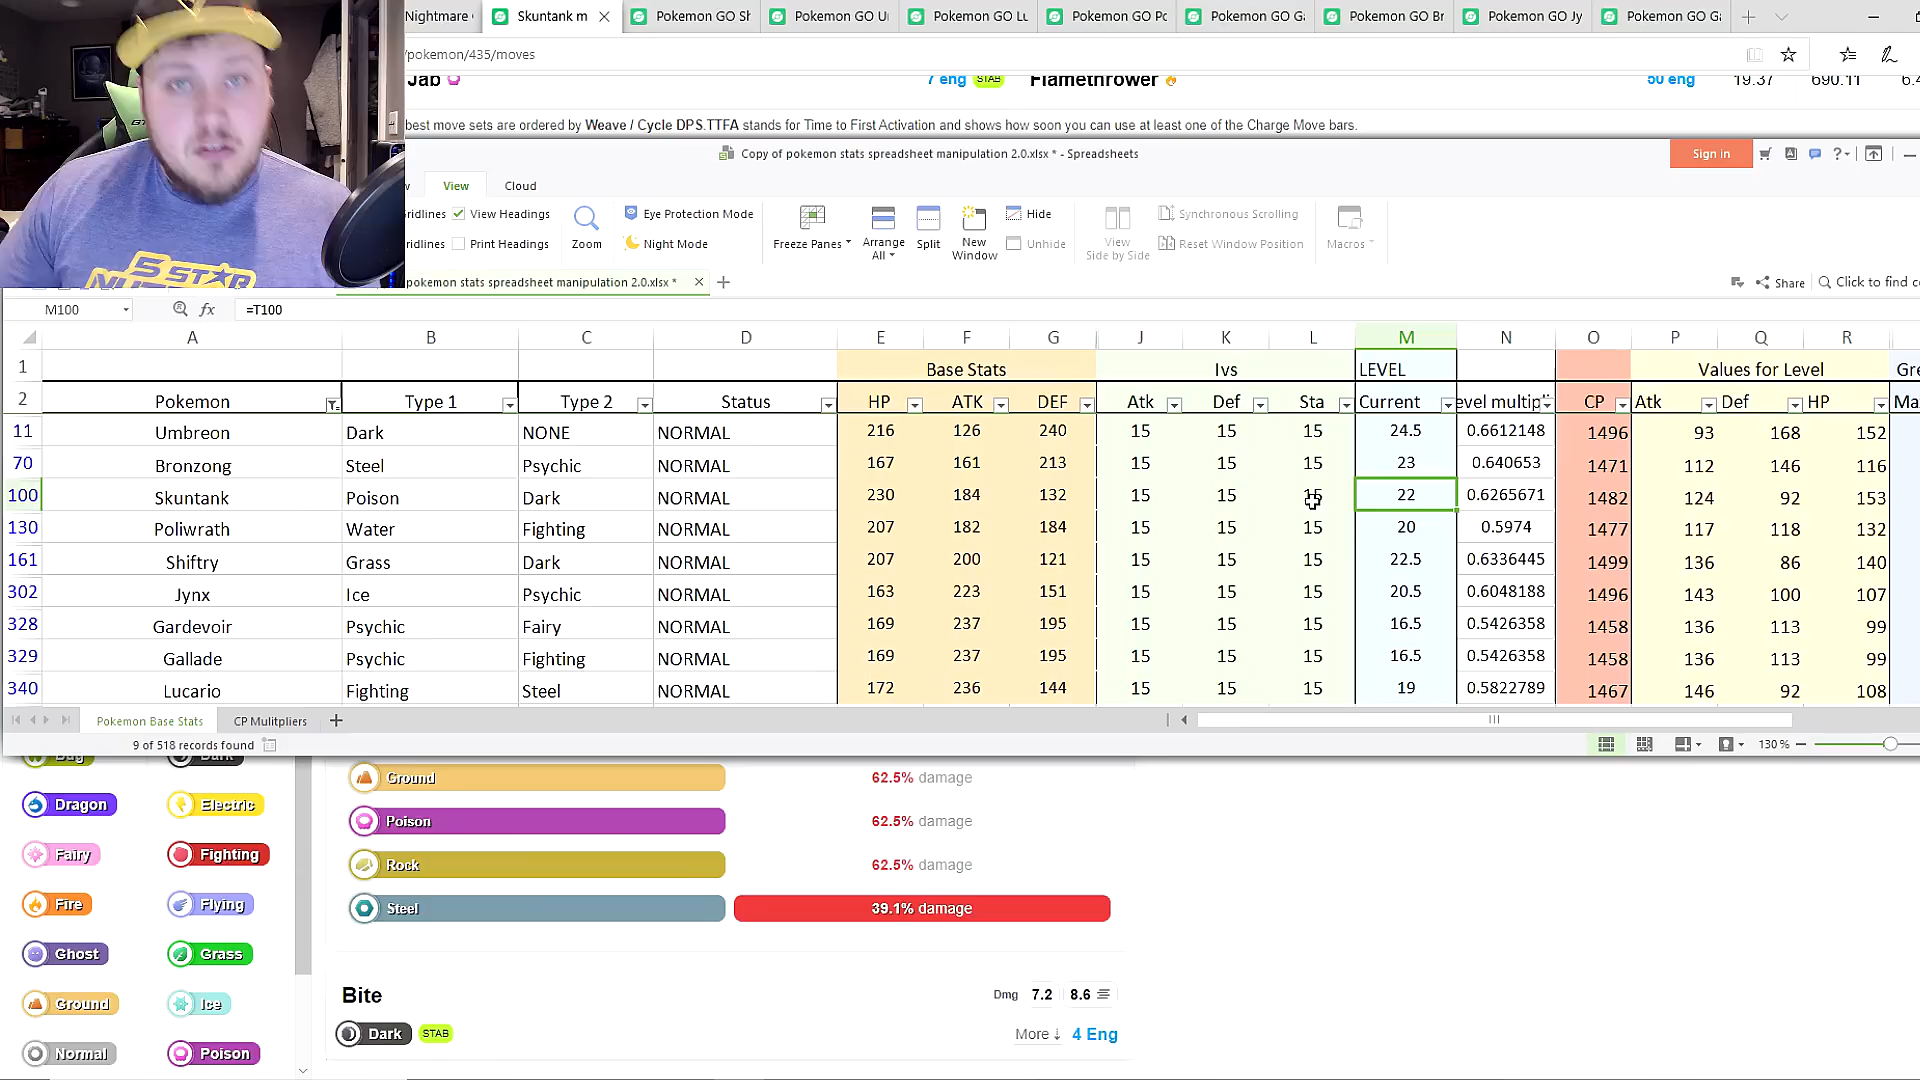 Nightmare
Skuntank m
Pokemon GO Sh
Pokemon GO U
Pokemon GO Lu
Pokemon GO Po
Pokemon GO Ga
Pokemon GO Br
Pokemon GO Jy
Pokemon GO Ga
/pokemon/435/moves
Jab 7 eng STAB Flamethrower 50 eng 19.37 690.11
best move sets are ordered by Weave / Cycle DPS.TTFA stands for Time to First Activation and shows how soon you can use at least one of the Charge Move bars.
Copy of pokemon stats spreadsheet manipulation 2.0.xlsx * - Spreadsheets
Sign in
View Cloud
ridlines View Headings Zoom Eye Protection Mode Freeze Panes Arrange All Split New Window Hide View Side by Side Synchronous Scrolling Macros
ridlines Print Headings Night Mode Unhide Reset Window Position
5 STAR
pokemon stats spreadsheet manipulation 2.0.xlsx *
Share Click to find co
M100 fx =T100
A B C D E F G J K L M N O P Q R
1 Base Stats Ivs LEVEL Values for Level Gre
2 Pokemon Type 1 Type 2 Status HP ATK DEF Atk Def Sta Current evel multipli CP Atk Def HP Ma
11 Umbreon Dark NONE NORMAL 216 126 240 15 15 15 24.5 0.6612148 1496 93 168 152
70 Bronzong Steel Psychic NORMAL 167 161 213 15 15 15 23 0.640653 1471 112 146 116
100 Skuntank Poison Dark NORMAL 230 184 132 15 15 15 22 0.6265671 1482 124 92 153
130 Poliwrath Water Fighting NORMAL 207 182 184 15 15 15 20 0.5974 1477 117 118 132
161 Shiftry Grass Dark NORMAL 207 200 121 15 15 15 22.5 0.6336445 1499 136 86 140
302 Jynx Ice Psychic NORMAL 163 223 151 15 15 15 20.5 0.6048188 1496 143 100 107
328 Gardevoir Psychic Fairy NORMAL 169 237 195 15 15 15 16.5 0.5426358 1458 136 113 99
329 Gallade Psychic Fighting NORMAL 169 237 195 15 15 15 16.5 0.5426358 1458 136 113 99
340 Lucario Fighting Steel NORMAL 172 236 144 15 15 15 19 0.5822789 1467 146 92 108
Pokemon Base Stats CP Mulitpliers
9 of 518 records found 130 %
Bug Dark
Dragon Electric
Fairy Fighting
Fire Flying
Ghost Grass
Ground Ice
Normal Poison
Ground 62.5% damage
Poison 62.5% damage
Rock 62.5% damage
Steel 39.1% damage
Bite Dmg 7.2 8.6
Dark STAB More ↓ 4 Eng